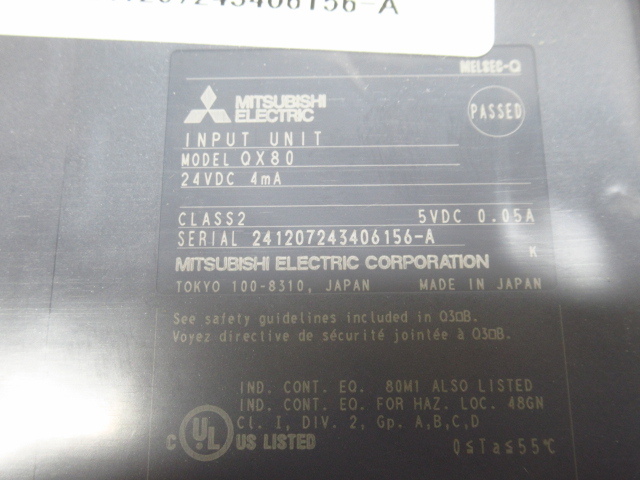 241207243406156-A
MELSEC-Q
MITSUBISHI
ELECTRIC
PASSED
INPUT UNIT
MODEL QX80
24VDC 4mA
CLASS2 5VDC 0.05A
SERIAL 241207243406156-A
K
MITSUBISHI ELECTRIC CORPORATION
TOKYO 100-8310, JAPAN MADE IN JAPAN
See safety guidelines included in Q3□B.
Voyez directive de sécurité jointée à Q3□B.
IND. CONT. EQ. 80M1 ALSO LISTED
IND. CONT. EQ. FOR HAZ. LOC. 48GN
Cl. I, DIV. 2, Gp. A,B,C,D
C UL US LISTED 0≤Ta≤55℃